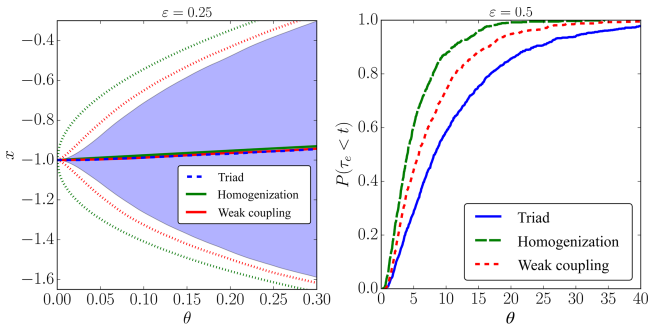 ε = 0.25
x
−0.4
−0.6
−0.8
−1.0
−1.2
−1.4
−1.6
Triad
Homogenization
Weak coupling
0.00 0.05 0.10 0.15 0.20 0.25 0.30
θ
ε = 0.5
P(τₑ < t)
1.0
0.8
0.6
0.4
0.2
0.0
Triad
Homogenization
Weak coupling
0 5 10 15 20 25 30 35 40
θ